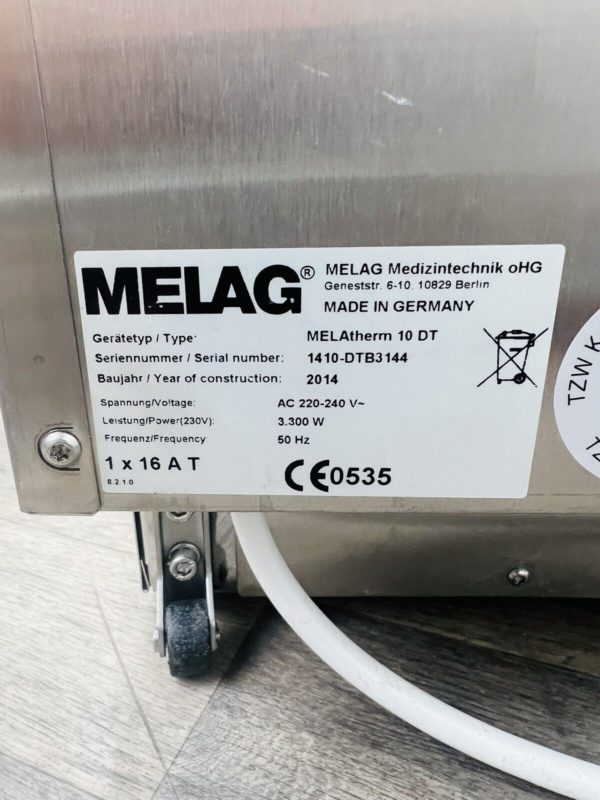 MELAG® MELAG Medizintechnik oHG
Geneststr. 6-10. 10829 Berlin
MADE IN GERMANY
Gerätetyp / Type: MELAtherm 10 DT
Seriennummer / Serial number: 1410-DTB3144
Baujahr / Year of construction: 2014
Spannung/Voltage: AC 220-240 V~
Leistung/Power(230V): 3.300 W
Frequenz/Frequency 50 Hz
1 x 16 A T
CE0535
8.2.1.0
TZW K